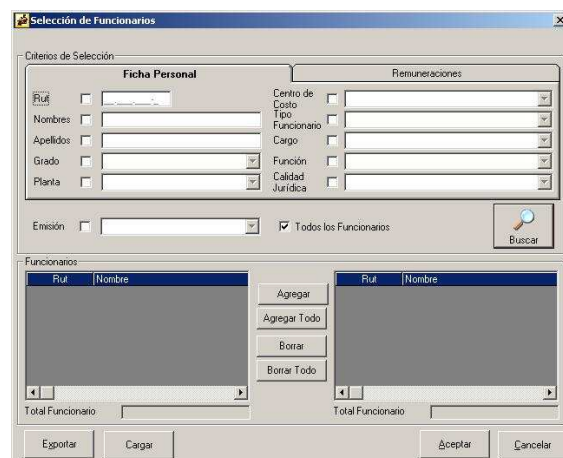 Selección de Funcionarios
Criterios de Selección
Ficha Personal
Remuneraciones
Rut
Nombres
Apellidos
Grado
Planta
Centro de
Costo
Tipo
Funcionario
Cargo
Función
Calidad
Jurídica
Emisión
Todos los Funcionarios
Buscar
Funcionarios
Rut Nombre
Agregar
Agregar Todo
Borrar
Borrar Todo
Rut Nombre
Total Funcionario
Total Funcionario
Exportar
Cargar
Aceptar
Cancelar